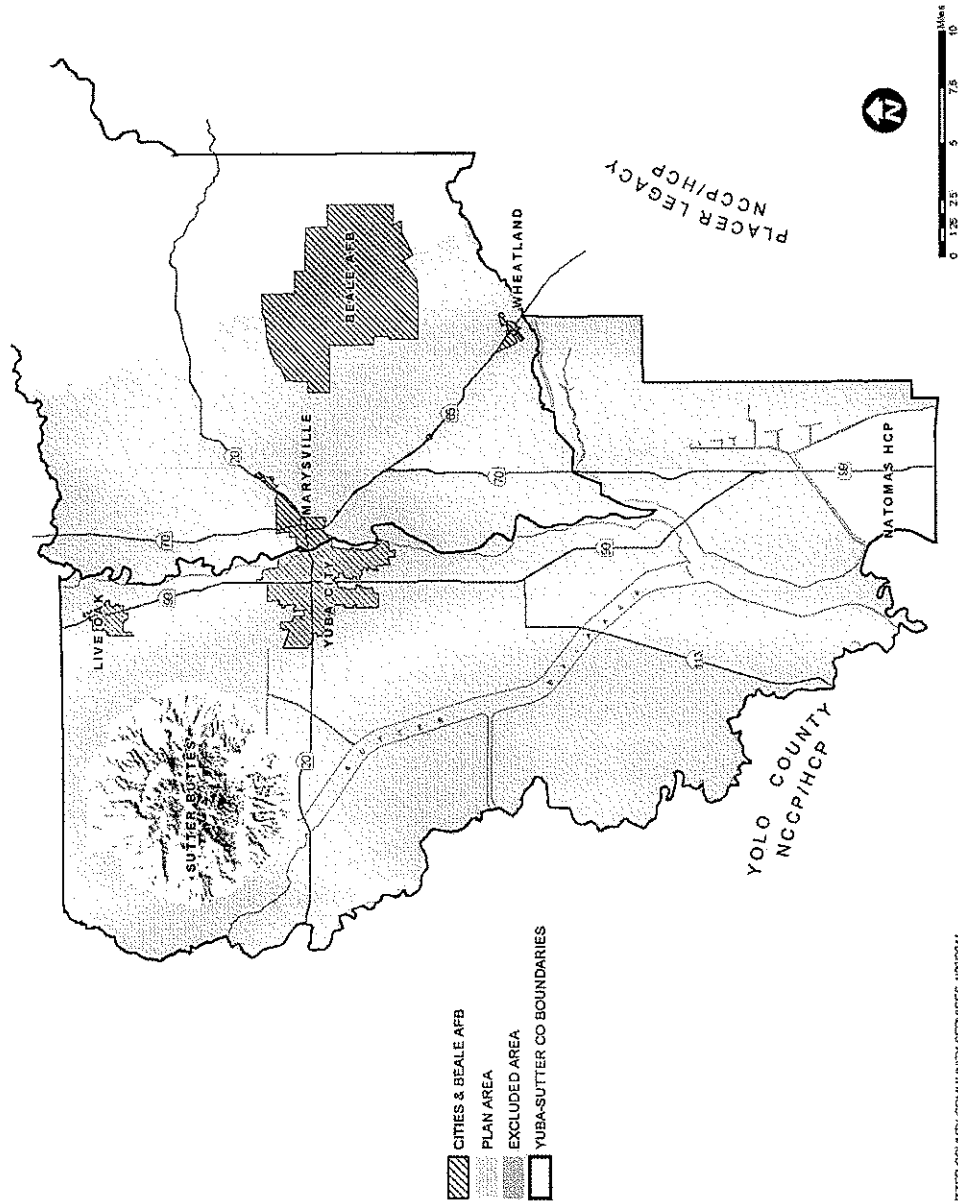 LIVE OAK
99
70
20
SUTTER BUTTES
YUBA CITY
MARYSVILLE
BEALE AFB
20
65
WHEATLAND
70
99
113
99
SUTTER BYPASS
NATOMAS HCP
PLACER LEGACY
NCCP/HCP
YOLO COUNTY
NCCP/HCP
N
0 1.25 2.5 5 7.5 10
Miles
CITIES & BEALE AFB
PLAN AREA
EXCLUDED AREA
YUBA-SUTTER CO BOUNDARIES